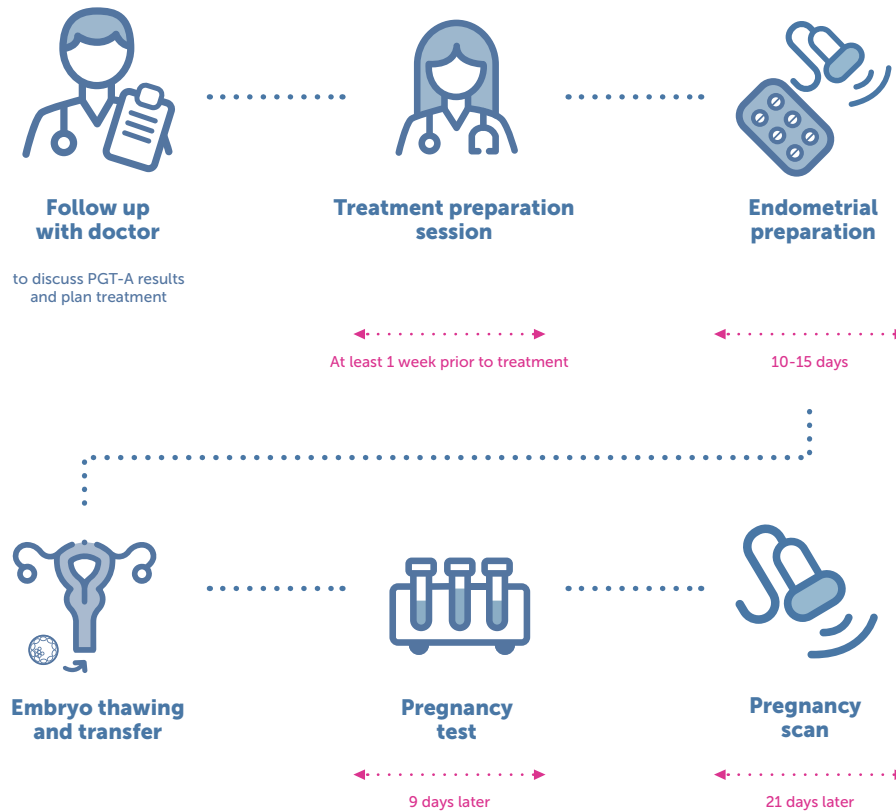 Follow up
with doctor
to discuss PGT-A results
and plan treatment
Treatment preparation
session
At least 1 week prior to treatment
Endometrial
preparation
10-15 days
Embryo thawing
and transfer
Pregnancy
test
9 days later
Pregnancy
scan
21 days later